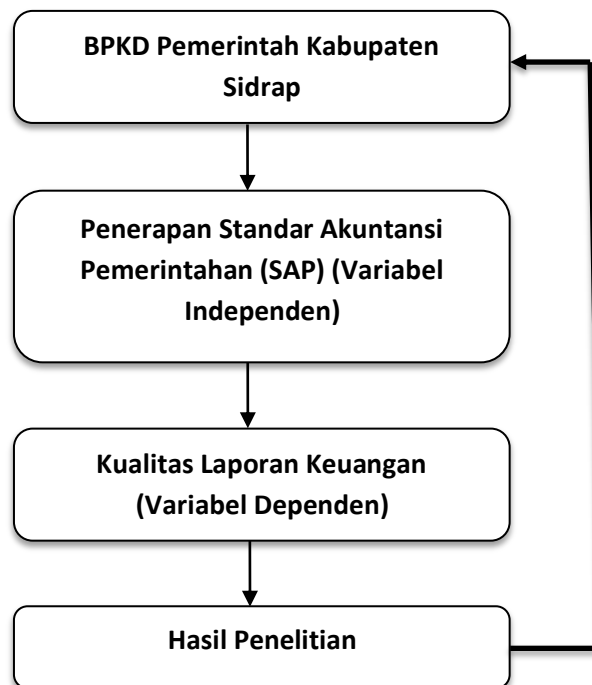 BPKD Pemerintah Kabupaten
Sidrap
Penerapan Standar Akuntansi
Pemerintahan (SAP) (Variabel
Independen)
Kualitas Laporan Keuangan
(Variabel Dependen)
Hasil Penelitian